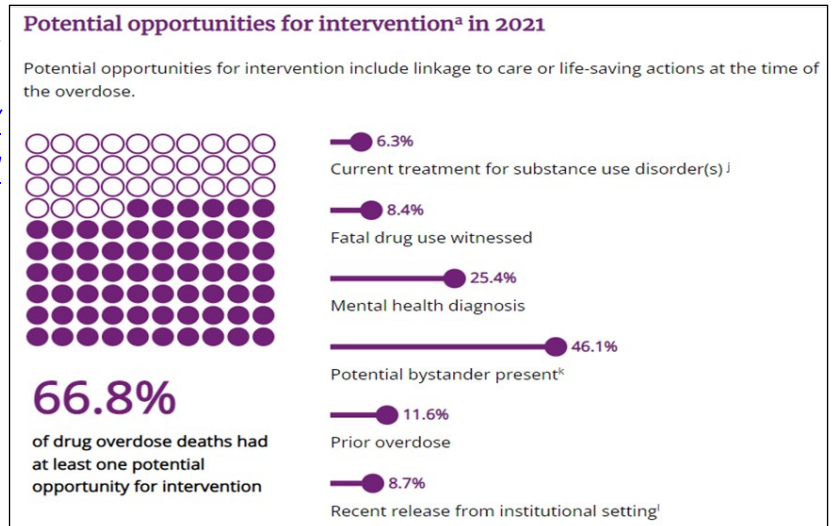 Potential opportunities for interventionᵃ in 2021
Potential opportunities for intervention include linkage to care or life-saving actions at the time of
the overdose.
66.8%
of drug overdose deaths had
at least one potential
opportunity for intervention
6.3%
Current treatment for substance use disorder(s) ʲ
8.4%
Fatal drug use witnessed
25.4%
Mental health diagnosis
46.1%
Potential bystander presentᵏ
11.6%
Prior overdose
8.7%
Recent release from institutional settingˡ